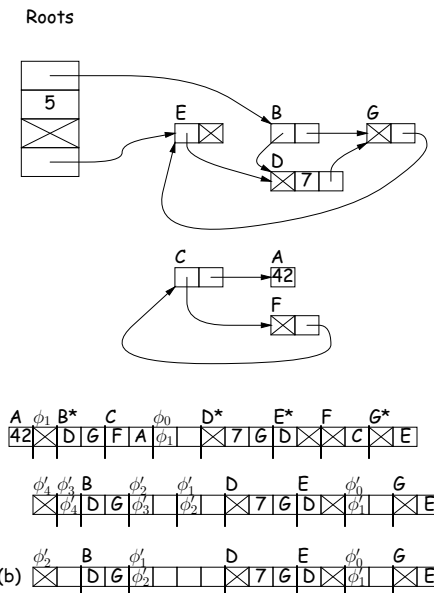 Roots
5
E B G
D
7
C A
42
F
A ϕ₁ B* C ϕ₀ D* E* F G*
42 D G F A ϕ₁ 7 G D C E
ϕ′₄ ϕ′₃ B ϕ′₂ ϕ′₁ D E ϕ′₀ G
ϕ′₄ D G ϕ′₃ ϕ′₂ 7 G D ϕ′₁ E
ϕ′₂ B ϕ′₁ D E ϕ′₀ G
(b) D G ϕ′₂ 7 G D ϕ′₁ E